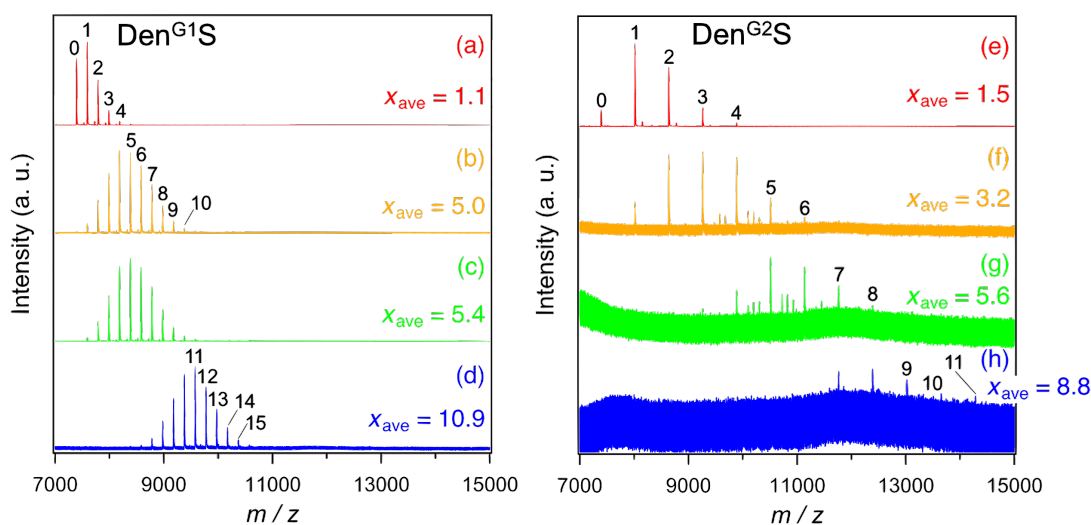 Den^G1S
(a)
0 1 2 3 4
x_ave = 1.1
(b)
5 6 7 8 9 10
x_ave = 5.0
(c)
x_ave = 5.4
(d)
11 12 13 14 15
x_ave = 10.9
Intensity (a. u.)
7000 9000 11000 13000 15000
m / z
Den^G2S
(e)
0 1 2 3 4
x_ave = 1.5
(f)
5 6
x_ave = 3.2
(g)
7 8
x_ave = 5.6
(h)
9 10 11
x_ave = 8.8
Intensity (a. u.)
7000 9000 11000 13000 15000
m / z